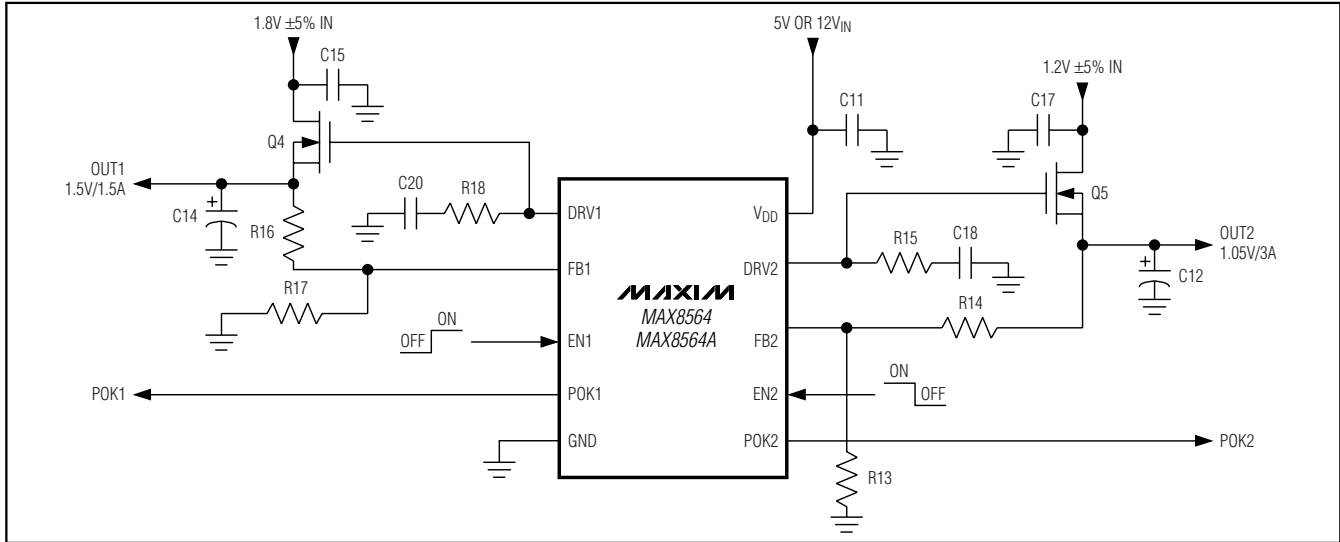 1.8V ±5% IN
C15
Q4
OUT1
1.5V/1.5A
C14
R16
C20
R18
R17
OFF
ON
POK1
5V OR 12VIN
C11
1.2V ±5% IN
C17
Q5
R15
C18
OUT2
1.05V/3A
C12
R14
ON
OFF
POK2
R13
DRV1
FB1
EN1
POK1
GND
MAXIM
MAX8564
MAX8564A
VDD
DRV2
FB2
EN2
POK2